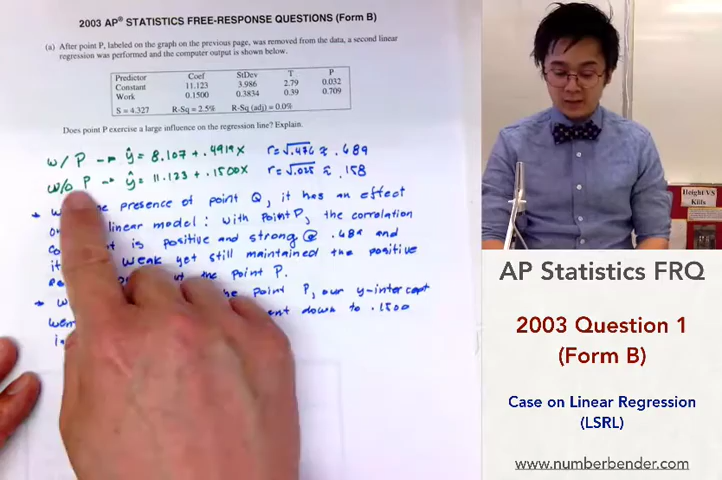 2003 AP® STATISTICS FREE-RESPONSE QUESTIONS (Form B)
(a) After point P, labeled on the graph on the previous page, was removed from the data, a second linear
regression was performed and the computer output is shown below.
Predictor Coef StDev T P
Constant 11.123 3.986 2.79 0.032
Work 0.1500 0.3834 0.39 0.709
S = 4.327 R-Sq = 2.5% R-Sq (adj) = 0.0%
Does point P exercise a large influence on the regression line? Explain.
w/ P → ŷ = 8.107 + .4919x r = √.476 ≈ .689
w/o P → ŷ = 11.123 + .1500x r = √.025 ≈ .158
presence of point Q, it has an effect
linear model: with Point P, the correlation
is positive and strong @ .689 and
weak yet still maintained the positive
the point P.
the point P, our y-intercept
down to .1500
Height VS
Kills
AP Statistics FRQ
2003 Question 1
(Form B)
Case on Linear Regression
(LSRL)
www.numberbender.com